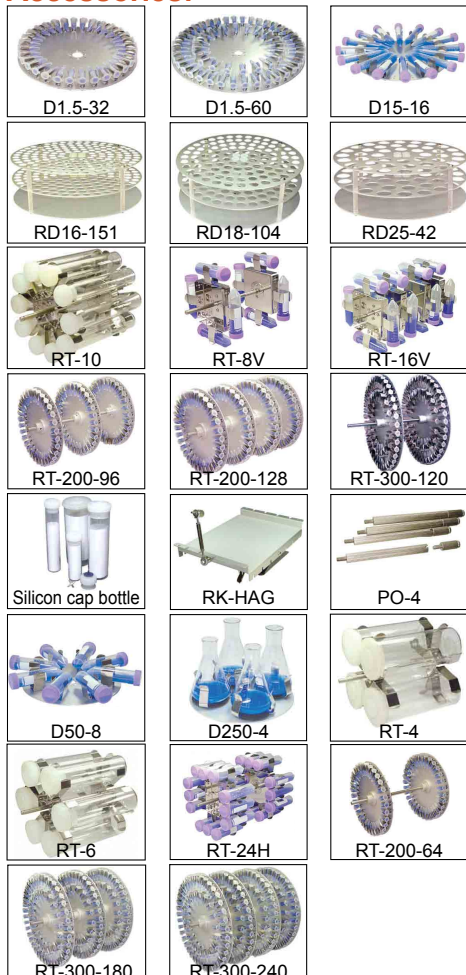 Accessories:
D1.5-32 D1.5-60 D15-16
RD16-151 RD18-104 RD25-42
RT-10 RT-8V RT-16V
RT-200-96 RT-200-128 RT-300-120
Silicon cap bottle RK-HAG PO-4
D50-8 D250-4 RT-4
RT-6 RT-24H RT-200-64
RT-300-180 RT-300-240